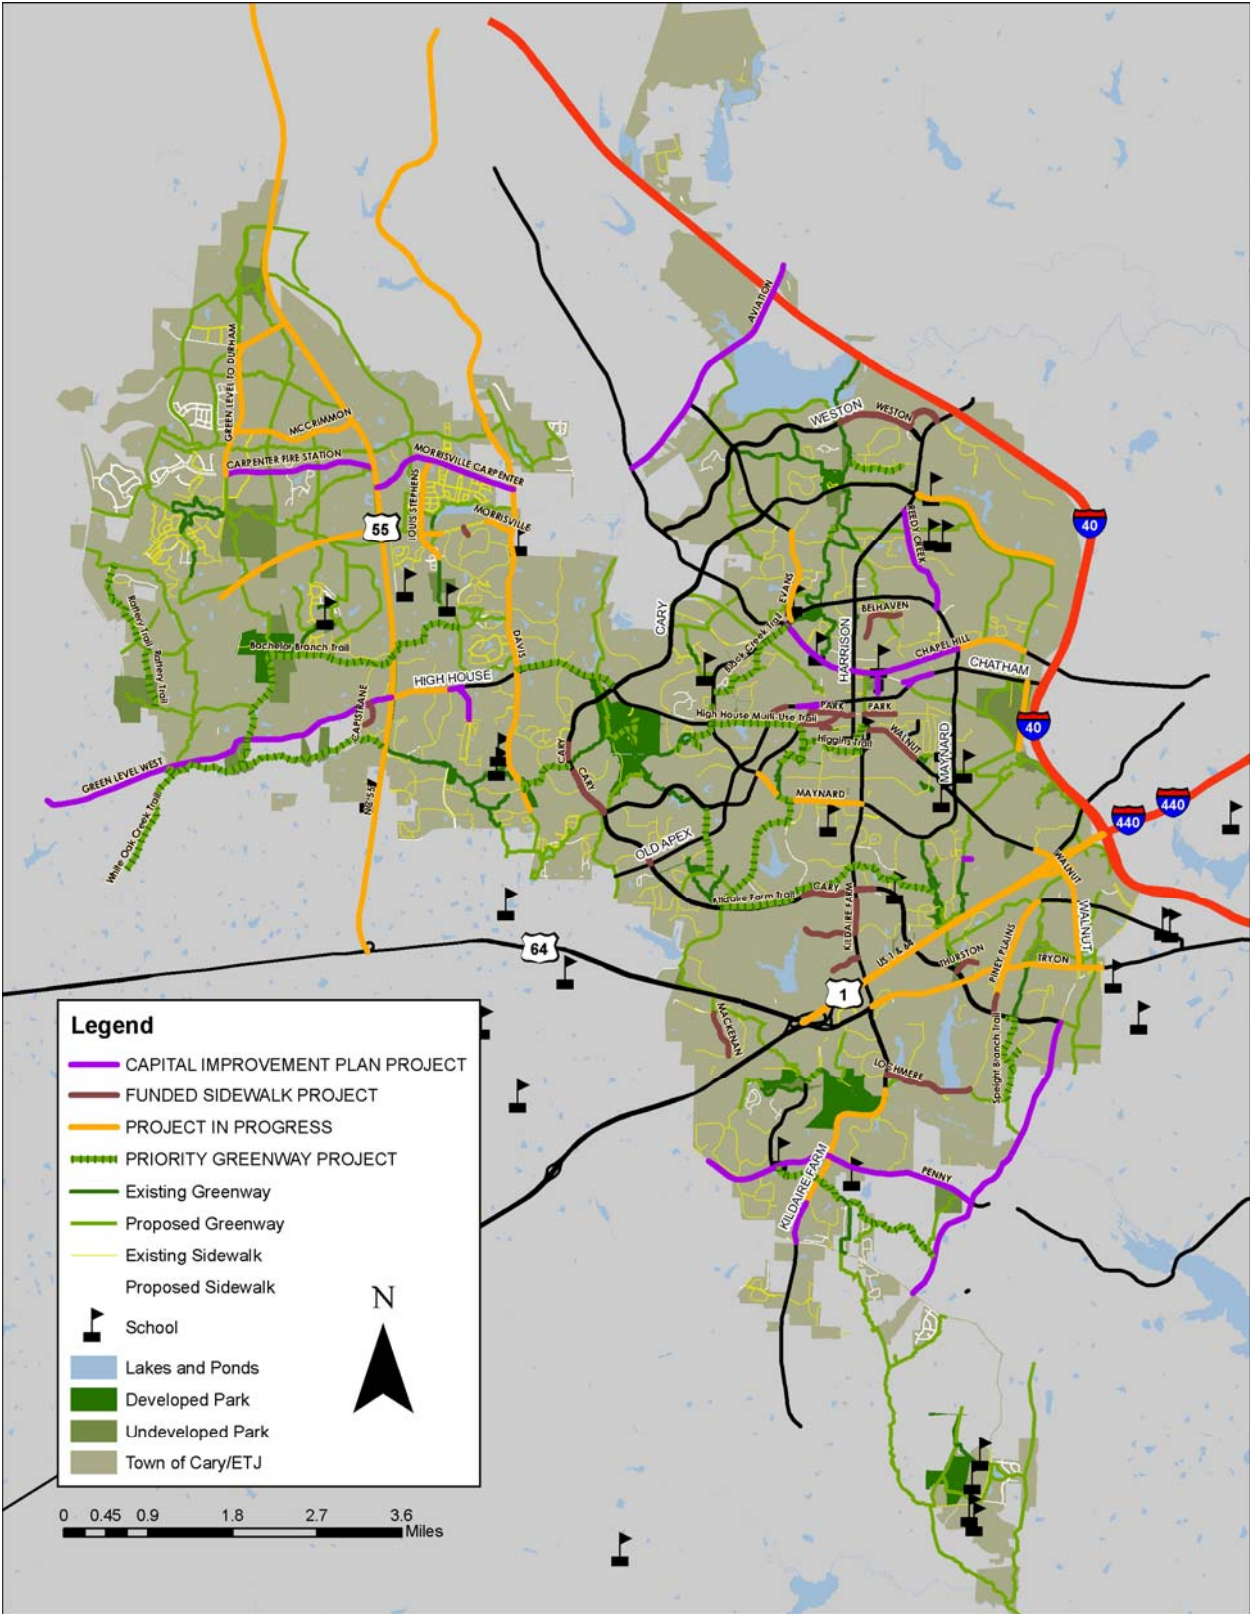 AVIATION
WESTON
WESTON
GREEN LEVEL TO DURHAM
MCCRIMMON
CARPENTER FIRE STATION
MORRISVILLE CARPENTER
LOUIS STEPHENS
MORRISVILLE
55
40
REEDY CREEK
EVANS
BELHAVEN
CARY
HARRISON
Black Creek Trail
CHAPEL HILL
CHATHAM
Battery Trail
Battery Trail
Bachelor Branch Trail
DAVIS
HIGH HOUSE
CAPISTRANE
PARK
PARK
High House Multi-Use Trail
Higgins Trail
WALNUT
MAYNARD
40
GREEN LEVEL WEST
CARY
CARY
NC 55
MAYNARD
440
440
White Oak Creek Trail
OLD APEX
WALNUT
Kildaire Farm Trail
CARY
KILDAIRE FARM
WALNUT
64
US 1 & 64
THURSTON
PINEY PLAINS
TRYON
1
MACKENAN
LOCHMERE
Speight Branch Trail
PENNY
KILDAIRE FARM
Legend
CAPITAL IMPROVEMENT PLAN PROJECT
FUNDED SIDEWALK PROJECT
PROJECT IN PROGRESS
PRIORITY GREENWAY PROJECT
Existing Greenway
Proposed Greenway
Existing Sidewalk
Proposed Sidewalk
School
Lakes and Ponds
Developed Park
Undeveloped Park
Town of Cary/ETJ
N
0 0.45 0.9 1.8 2.7 3.6
Miles